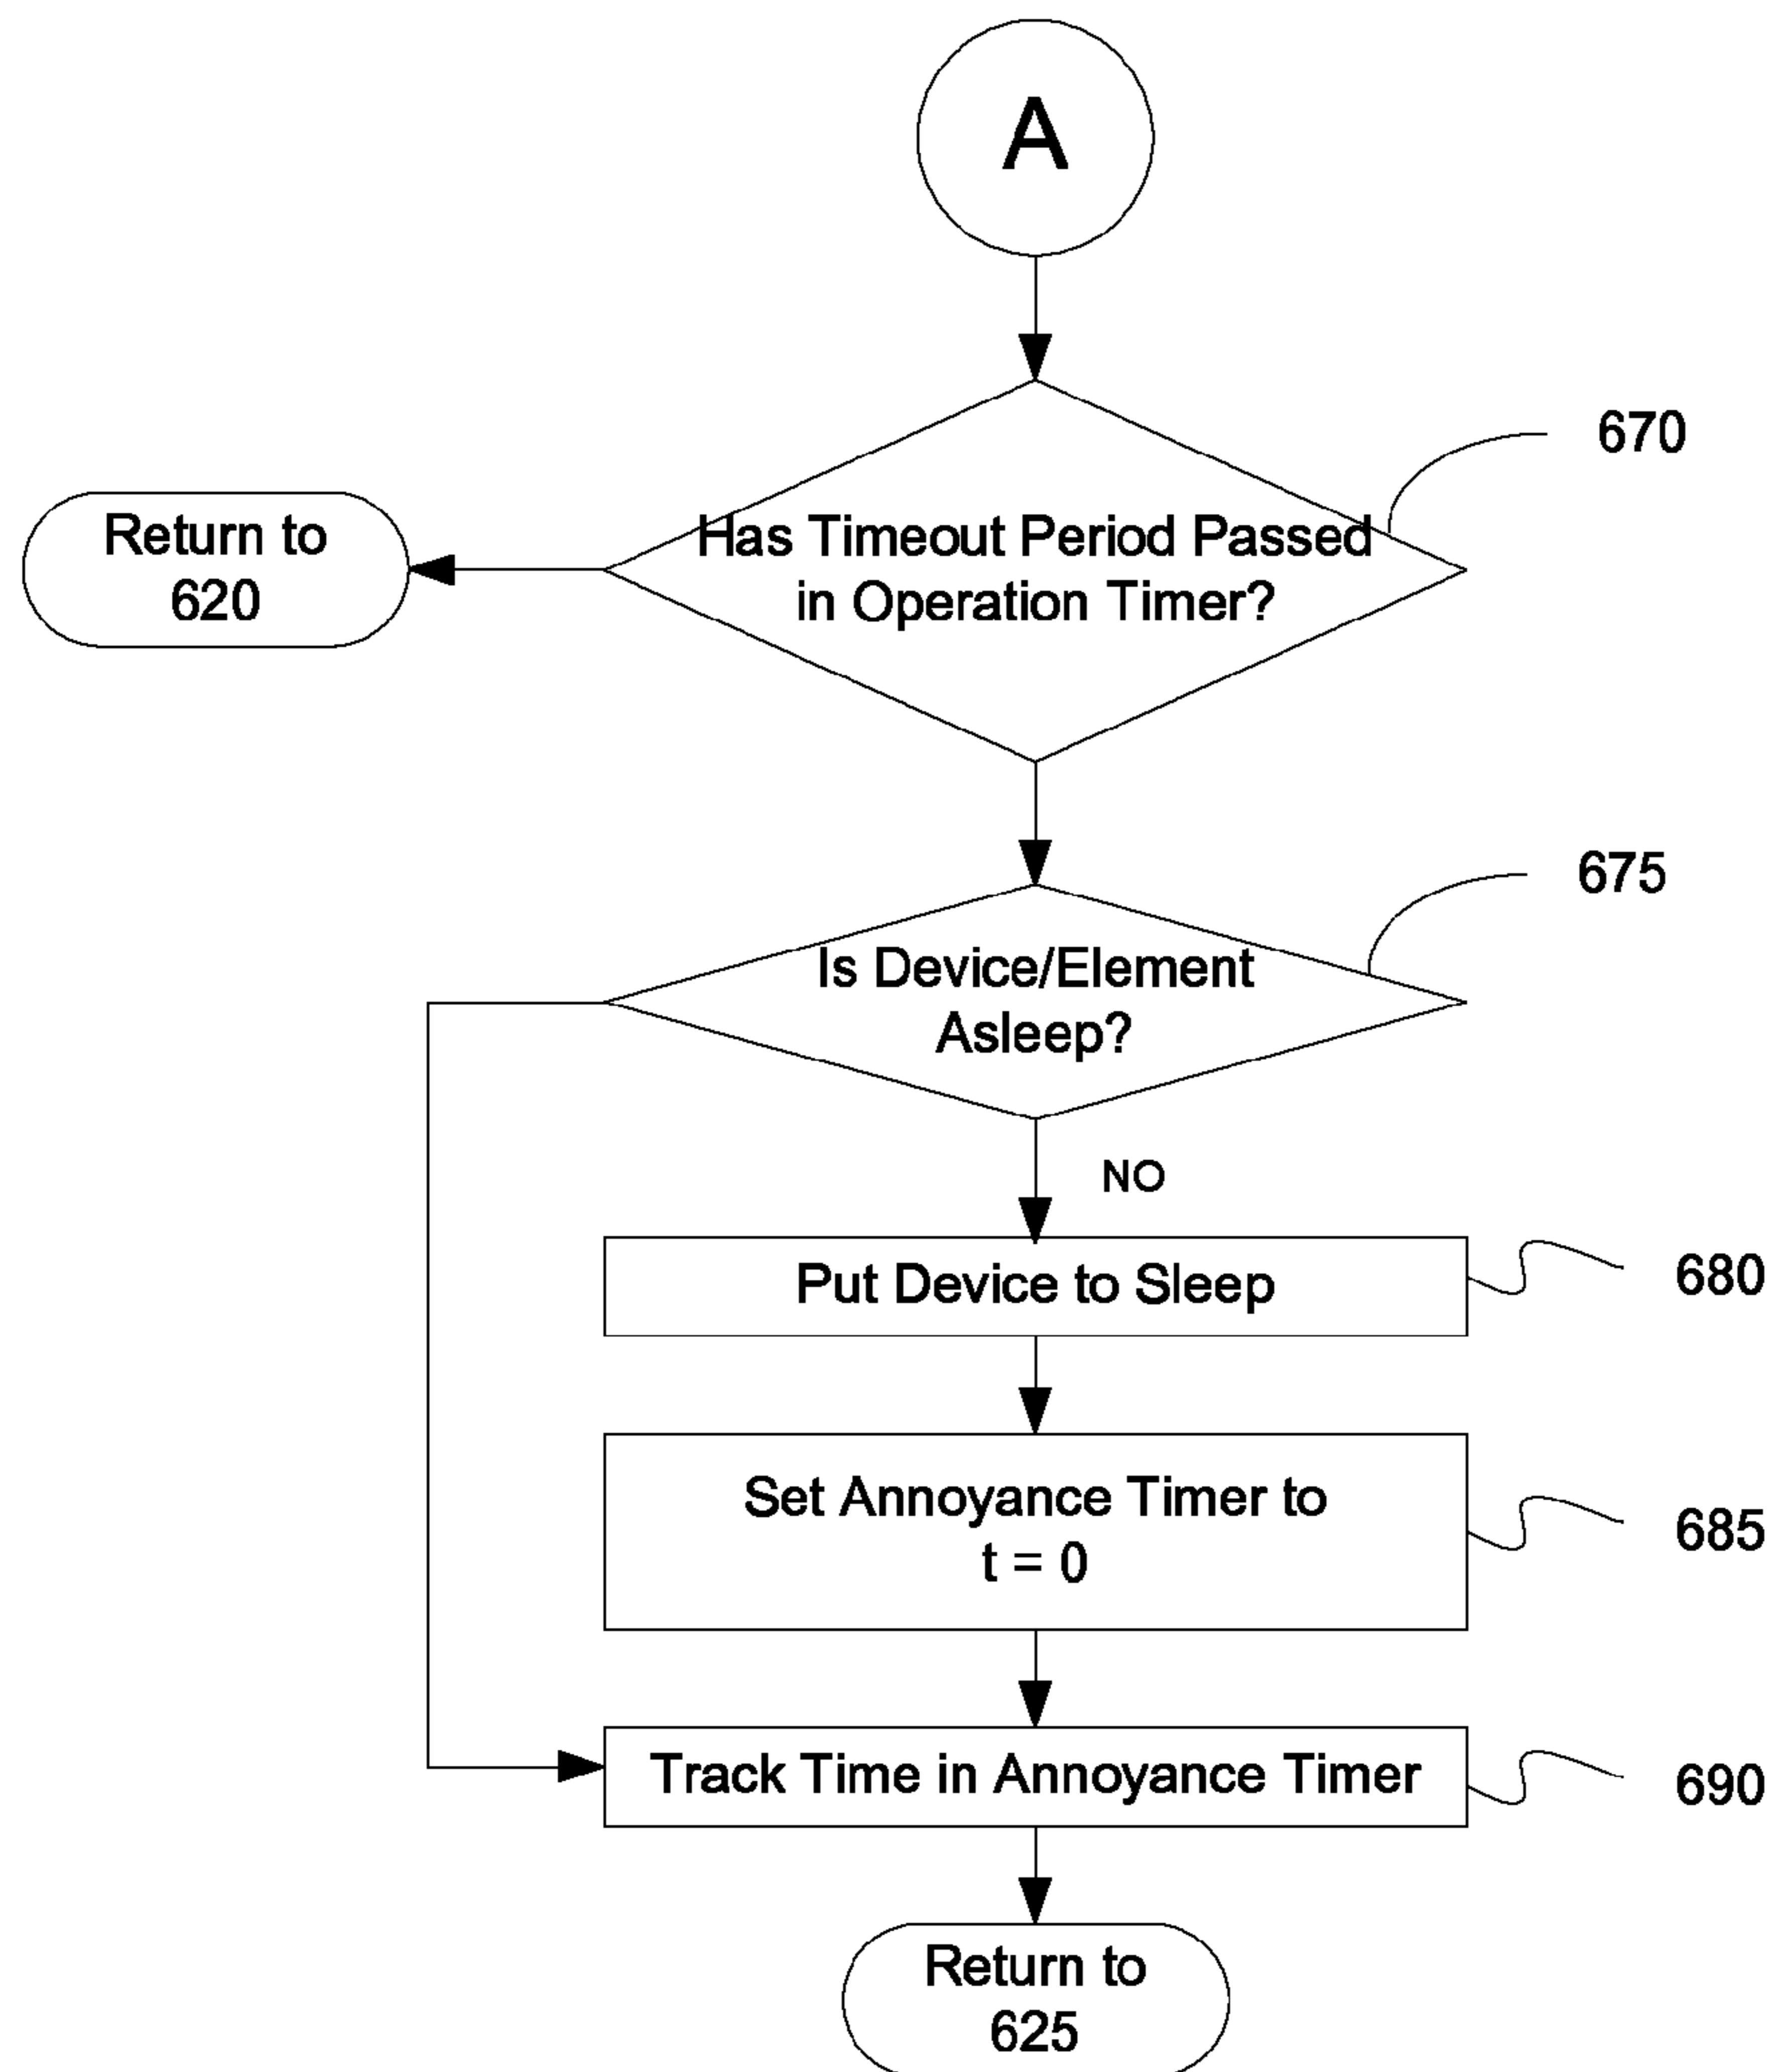 A
670
Has Timeout Period Passed
in Operation Timer?
Return to
620
675
Is Device/Element
Asleep?
NO
Put Device to Sleep
680
Set Annoyance Timer to
t = 0
685
Track Time in Annoyance Timer
690
Return to
625